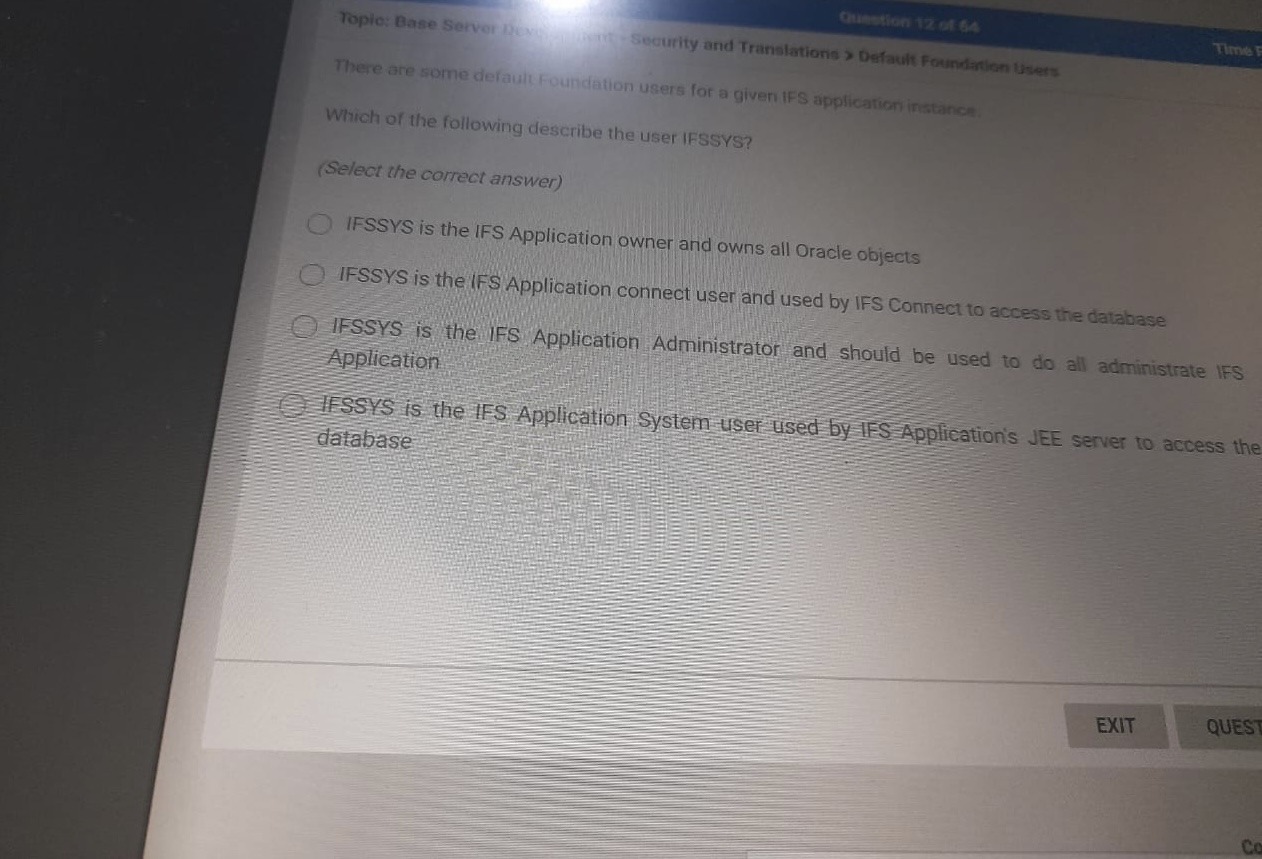 Question 12 of 64
Time
Topic: Base Server Security and Translations > Default Foundation Users
There are some default Foundation users for a given IFS application instance.
Which of the following describe the user IFSSYS?
(Select the correct answer)
IFSSYS is the IFS Application owner and owns all Oracle objects
IFSSYS is the IFS Application connect user and used by IFS Connect to access the database
IFSSYS is the IFS Application Administrator and should be used to do all administrate IFS
Application
IFSSYS is the IFS Application System user used by IFS Application's JEE server to access the
database
EXIT
QUEST
Co